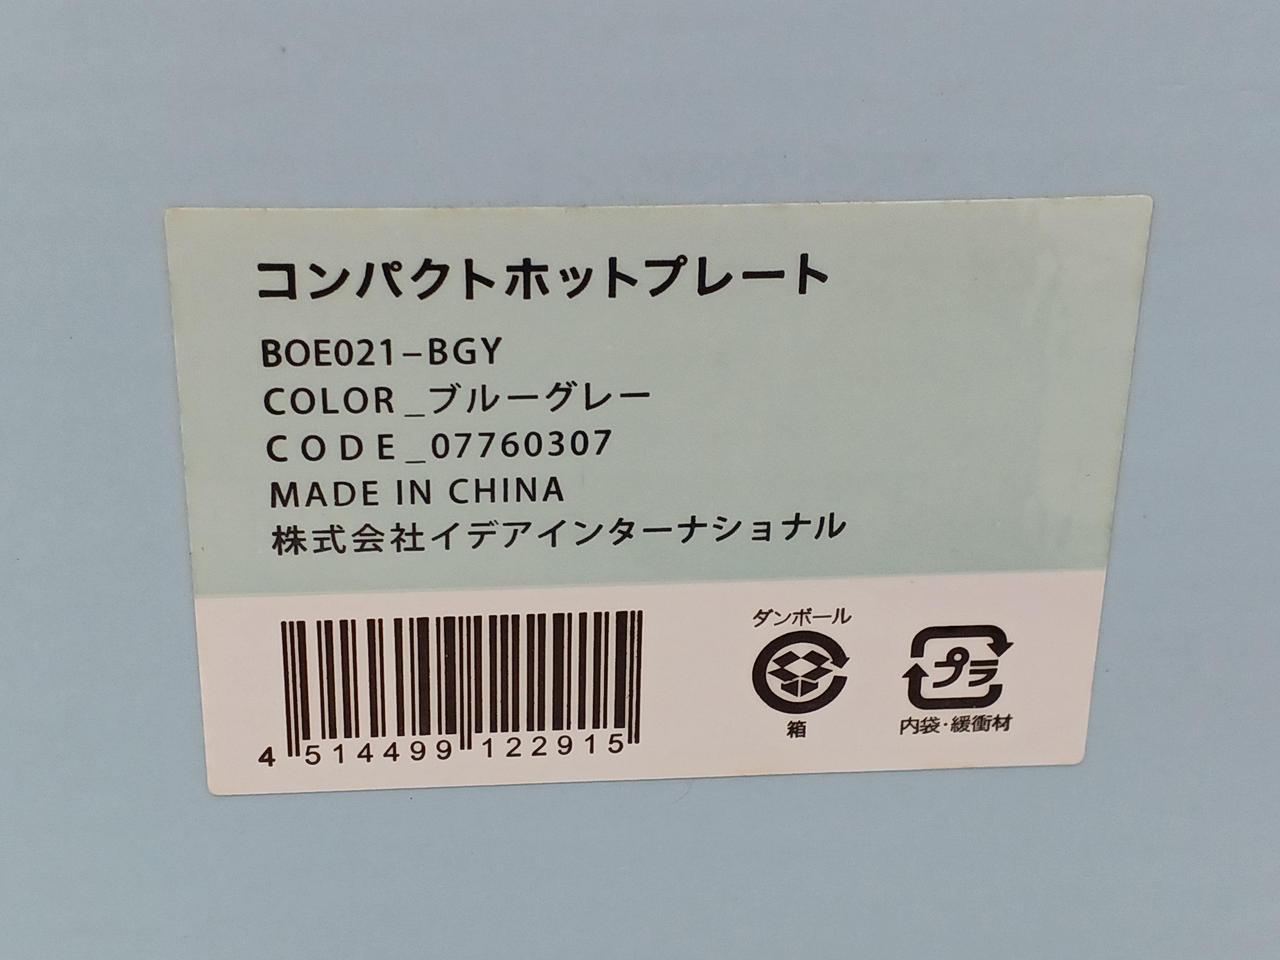 コンパクトホットプレート
BOE021-BGY
COLOR_ブルーグレー
CODE_07760307
MADE IN CHINA
株式会社イデアインターナショナル
4 514499 122915
ダンボール
箱
プラ
内袋・緩衝材